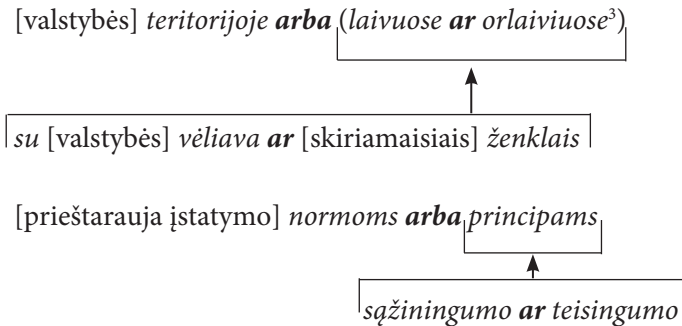 [valstybės] teritorijoje arba (laivuose ar orlaiviuose³)
su [valstybės] vėliava ar [skiriamaisiais] ženklais
[prieštarauja įstatymo] normoms arba principams
sąžiningumo ar teisingumo